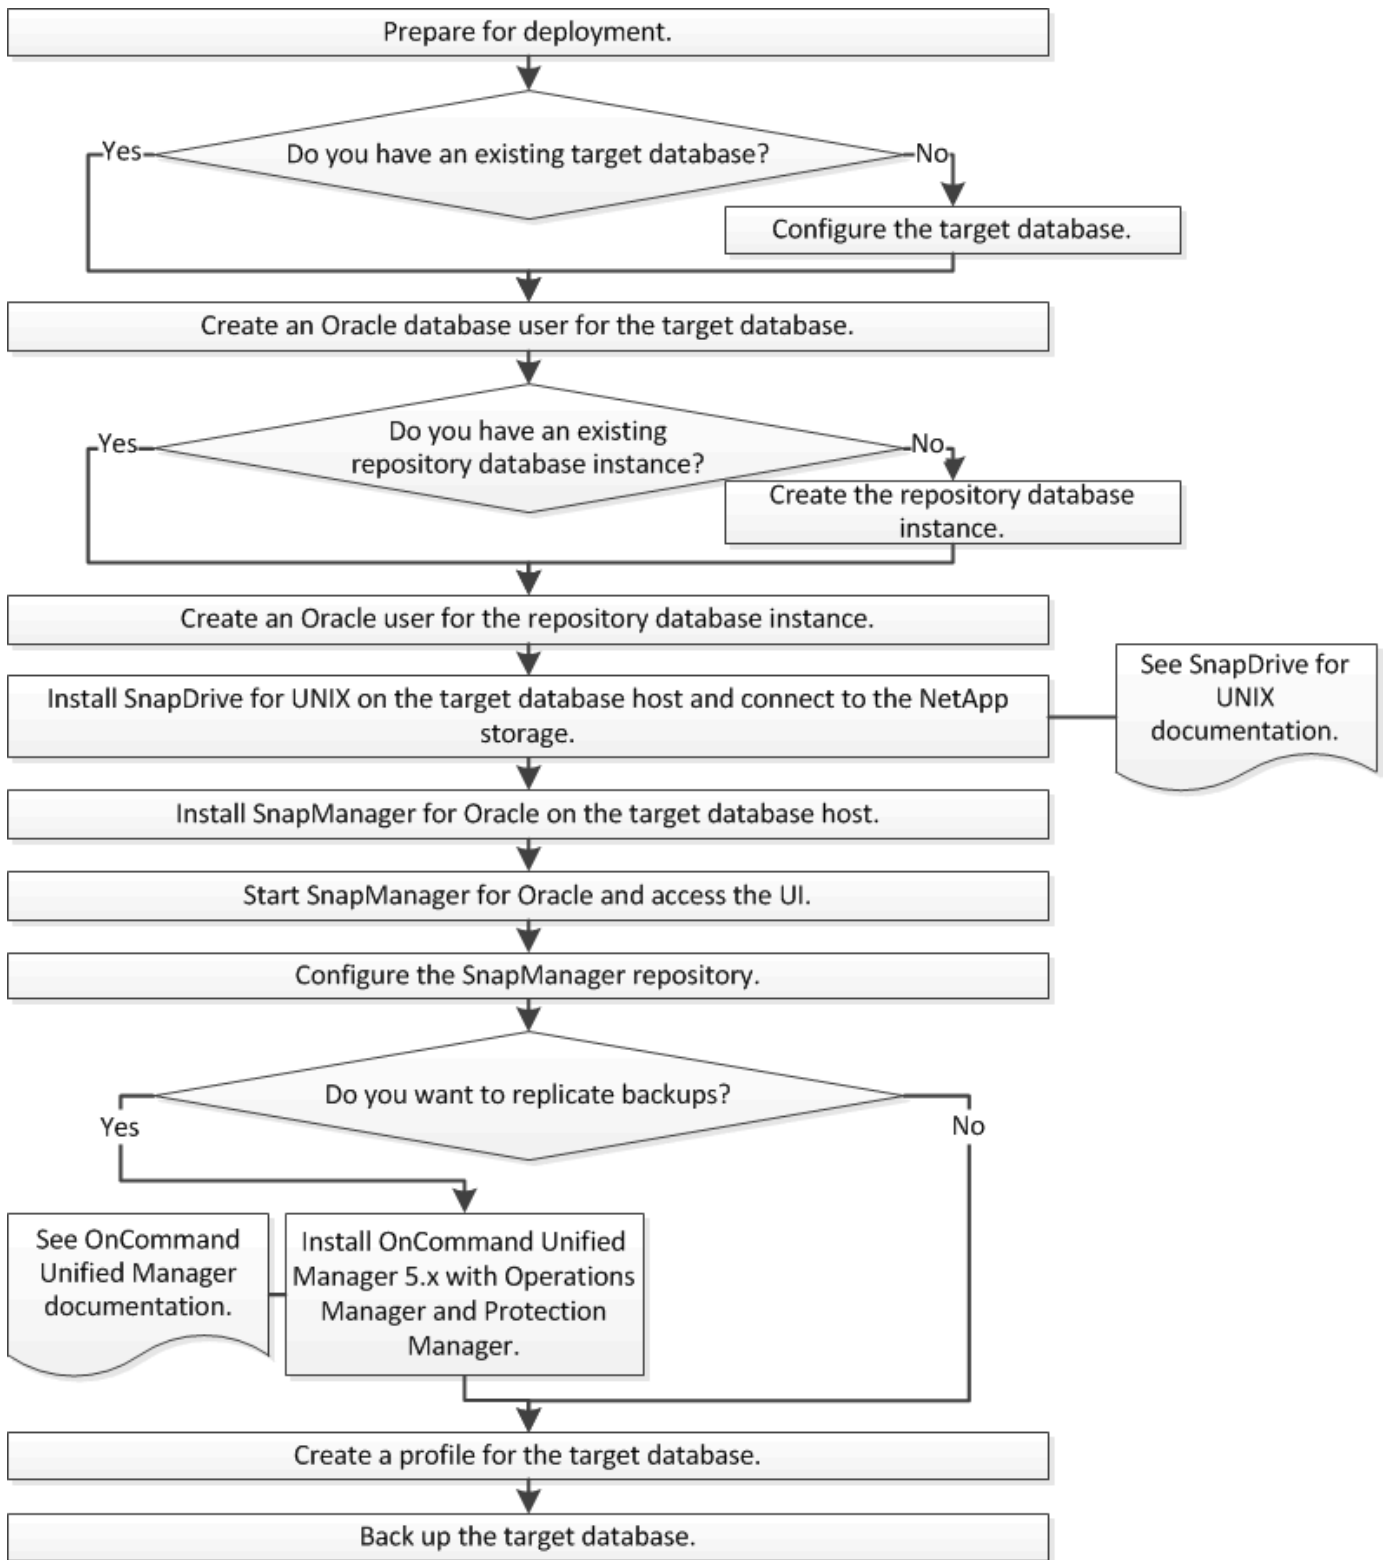 Prepare for deployment.
Do you have an existing target database?
Yes
No
Configure the target database.
Create an Oracle database user for the target database.
Do you have an existing
repository database instance?
Yes
No
Create the repository database
instance.
Create an Oracle user for the repository database instance.
Install SnapDrive for UNIX on the target database host and connect to the NetApp
storage.
See SnapDrive for
UNIX
documentation.
Install SnapManager for Oracle on the target database host.
Start SnapManager for Oracle and access the UI.
Configure the SnapManager repository.
Do you want to replicate backups?
Yes
No
See OnCommand
Unified Manager
documentation.
Install OnCommand Unified
Manager 5.x with Operations
Manager and Protection
Manager.
Create a profile for the target database.
Back up the target database.